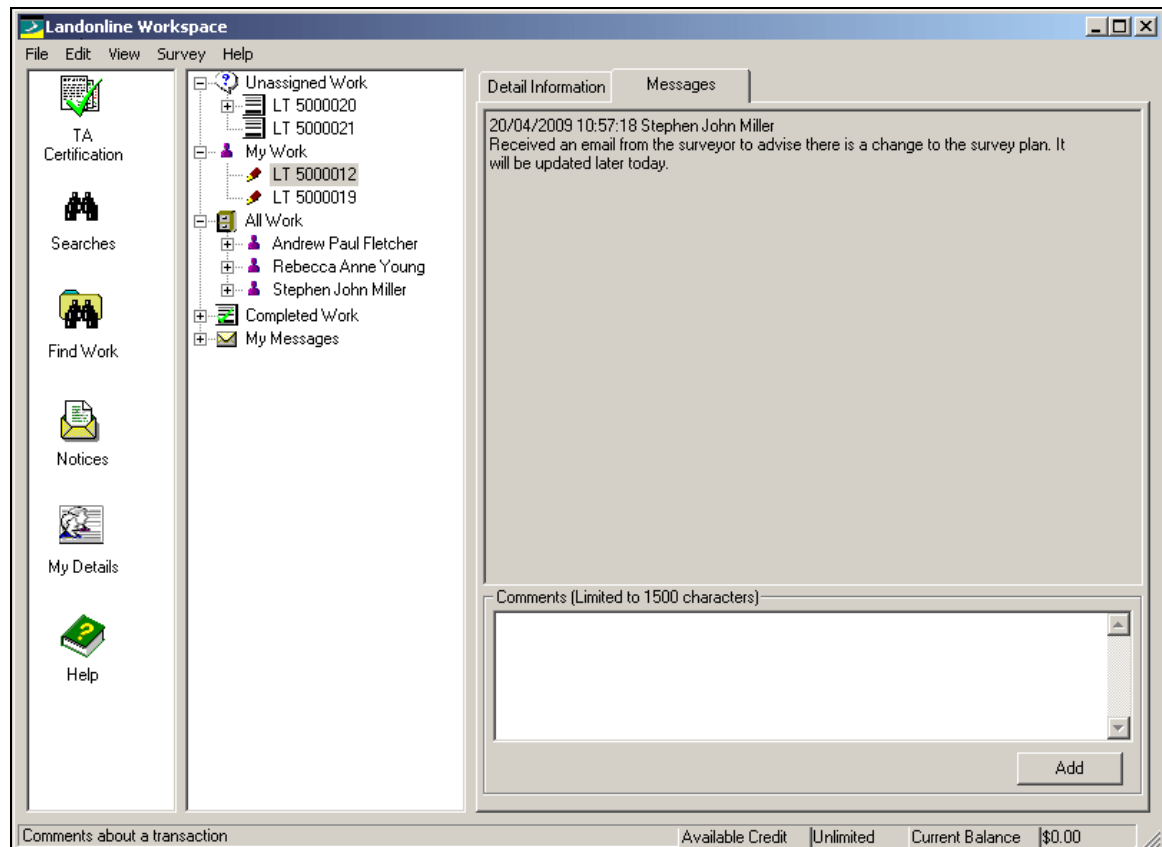 Landonline Workspace
File Edit View Survey Help
TA
Certification
Searches
Find Work
Notices
My Details
Help
Unassigned Work
LT 5000020
LT 5000021
My Work
LT 5000012
LT 5000019
All Work
Andrew Paul Fletcher
Rebecca Anne Young
Stephen John Miller
Completed Work
My Messages
Detail Information Messages
20/04/2009 10:57:18 Stephen John Miller
Received an email from the surveyor to advise there is a change to the survey plan. It
will be updated later today.
Comments (Limited to 1500 characters)
Add
Comments about a transaction Available Credit Unlimited Current Balance $0.00